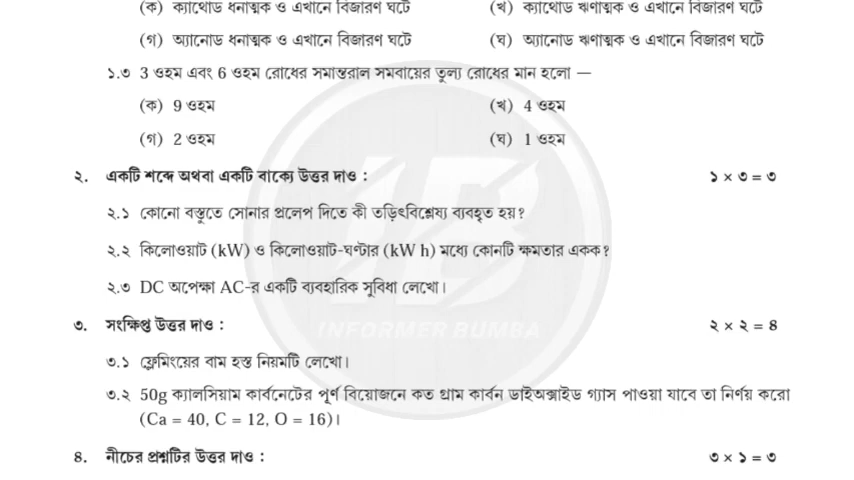 (ক) ক্যাথোড ধনাত্মক ও এখানে বিজারণ ঘটে (খ) ক্যাথোড ঋণাত্মক ও এখানে বিজারণ ঘটে
(গ) অ্যানোড ধনাত্মক ও এখানে বিজারণ ঘটে (ঘ) অ্যানোড ঋণাত্মক ও এখানে বিজারণ ঘটে
১.৩ 3 ওহম এবং 6 ওহম রোধের সমান্তরাল সমবায়ের তুল্য রোধের মান হলো —
(ক) 9 ওহম (খ) 4 ওহম
(গ) 2 ওহম (ঘ) 1 ওহম
২. একটি শব্দে অথবা একটি বাক্যে উত্তর দাও : ১ × ৩ = ৩
২.১ কোনো বস্তুতে সোনার প্রলেপ দিতে কী তড়িৎবিশ্লেষ্য ব্যবহৃত হয়?
২.২ কিলোওয়াট (kW) ও কিলোওয়াট-ঘণ্টার (kW h) মধ্যে কোনটি ক্ষমতার একক?
২.৩ DC অপেক্ষা AC-র একটি ব্যবহারিক সুবিধা লেখো।
৩. সংক্ষিপ্ত উত্তর দাও : ২ × ২ = ৪
INFORMER BUMBA
৩.১ ফ্লেমিংয়ের বাম হস্ত নিয়মটি লেখো।
৩.২ 50g ক্যালসিয়াম কার্বনেটের পূর্ণ বিয়োজনে কত গ্রাম কার্বন ডাইঅক্সাইড গ্যাস পাওয়া যাবে তা নির্ণয় করো
(Ca = 40, C = 12, O = 16)।
৪. নীচের প্রশ্নটির উত্তর দাও : ৩ × ১ = ৩